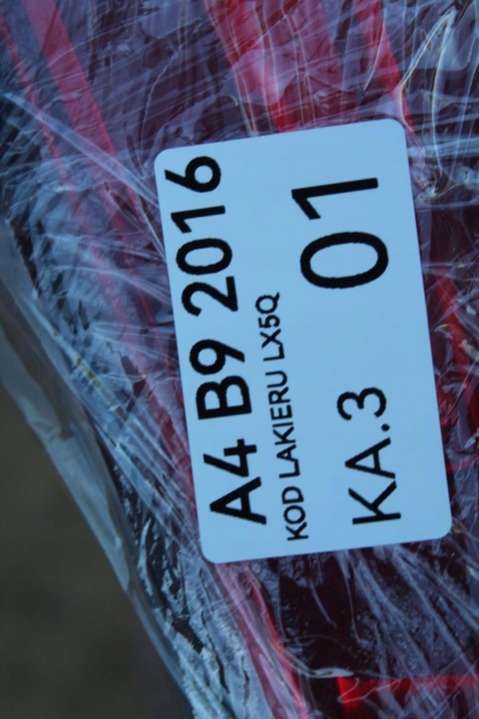 A4 B9 2016
KOD LAKIERU LX5Q
KA.3 01